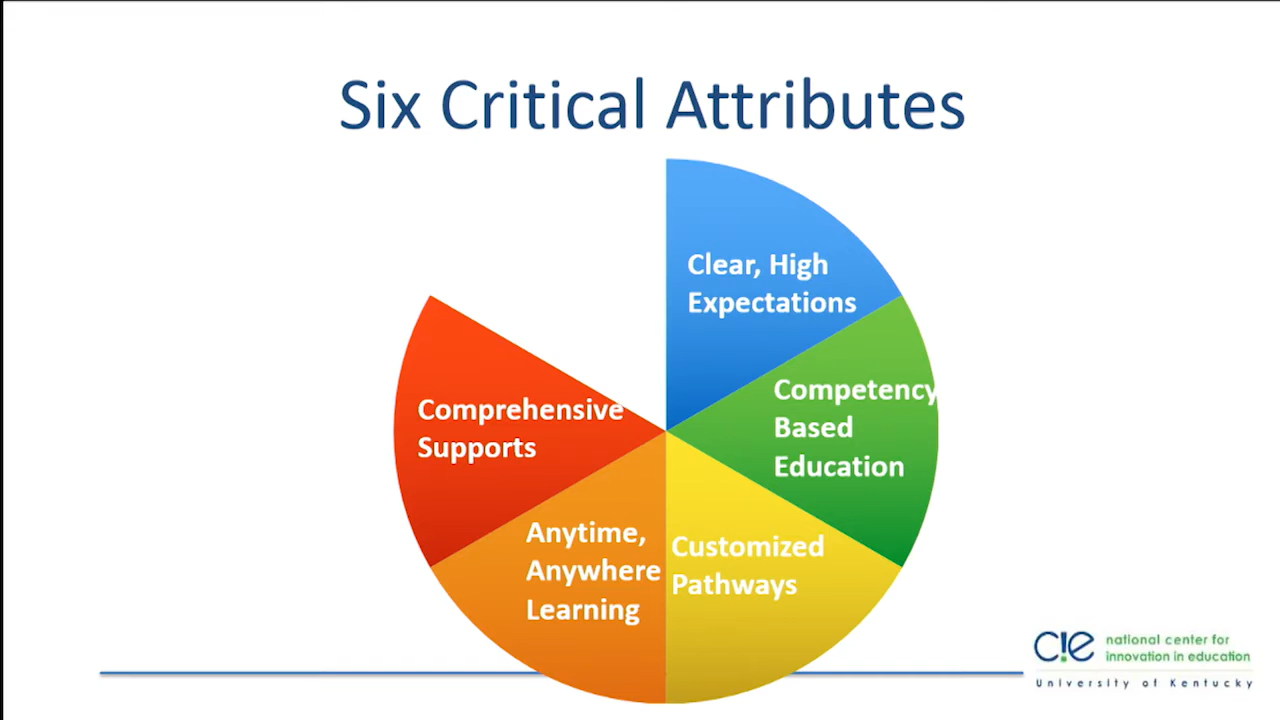 Six Critical Attributes
Clear, High
Expectations
Competency
Based
Education
Customized
Pathways
Anytime,
Anywhere
Learning
Comprehensive
Supports
c!e
national center for
innovation in education
University of Kentucky